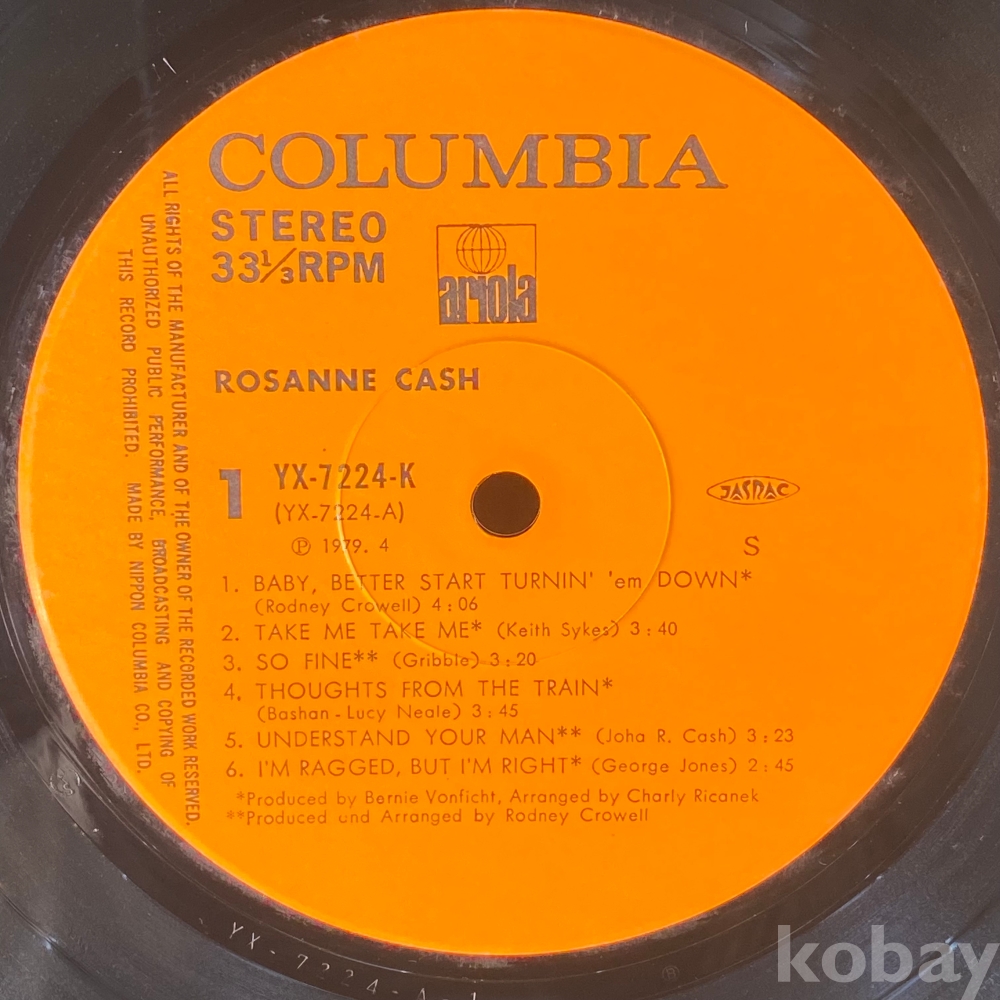 COLUMBIA
STEREO
33⅓RPM
ariola
ROSANNE CASH
1
YX-7224-K
(YX-7224-A)
Ⓟ 1979. 4
JASRAC
S
1. BABY, BETTER START TURNIN' 'em DOWN*
(Rodney Crowell) 4:06
2. TAKE ME TAKE ME* (Keith Sykes) 3:40
3. SO FINE** (Gribble) 3:20
4. THOUGHTS FROM THE TRAIN*
(Bashan-Lucy Neale) 3:45
5. UNDERSTAND YOUR MAN** (Joha R. Cash) 3:23
6. I'M RAGGED, BUT I'M RIGHT* (George Jones) 2:45
*Produced by Bernie Vonficht, Arranged by Charly Ricanek
**Produced und Arranged by Rodney Crowell
ALL RIGHTS OF THE MANUFACTURER AND OF THE OWNER OF THE RECORDED WORK RESERVED.
UNAUTHORIZED PUBLIC PERFORMANCE, BROADCASTING AND COPYING OF
THIS RECORD PROHIBITED. MADE BY NIPPON COLUMBIA CO., LTD.
YX-7224-A-1
kobay